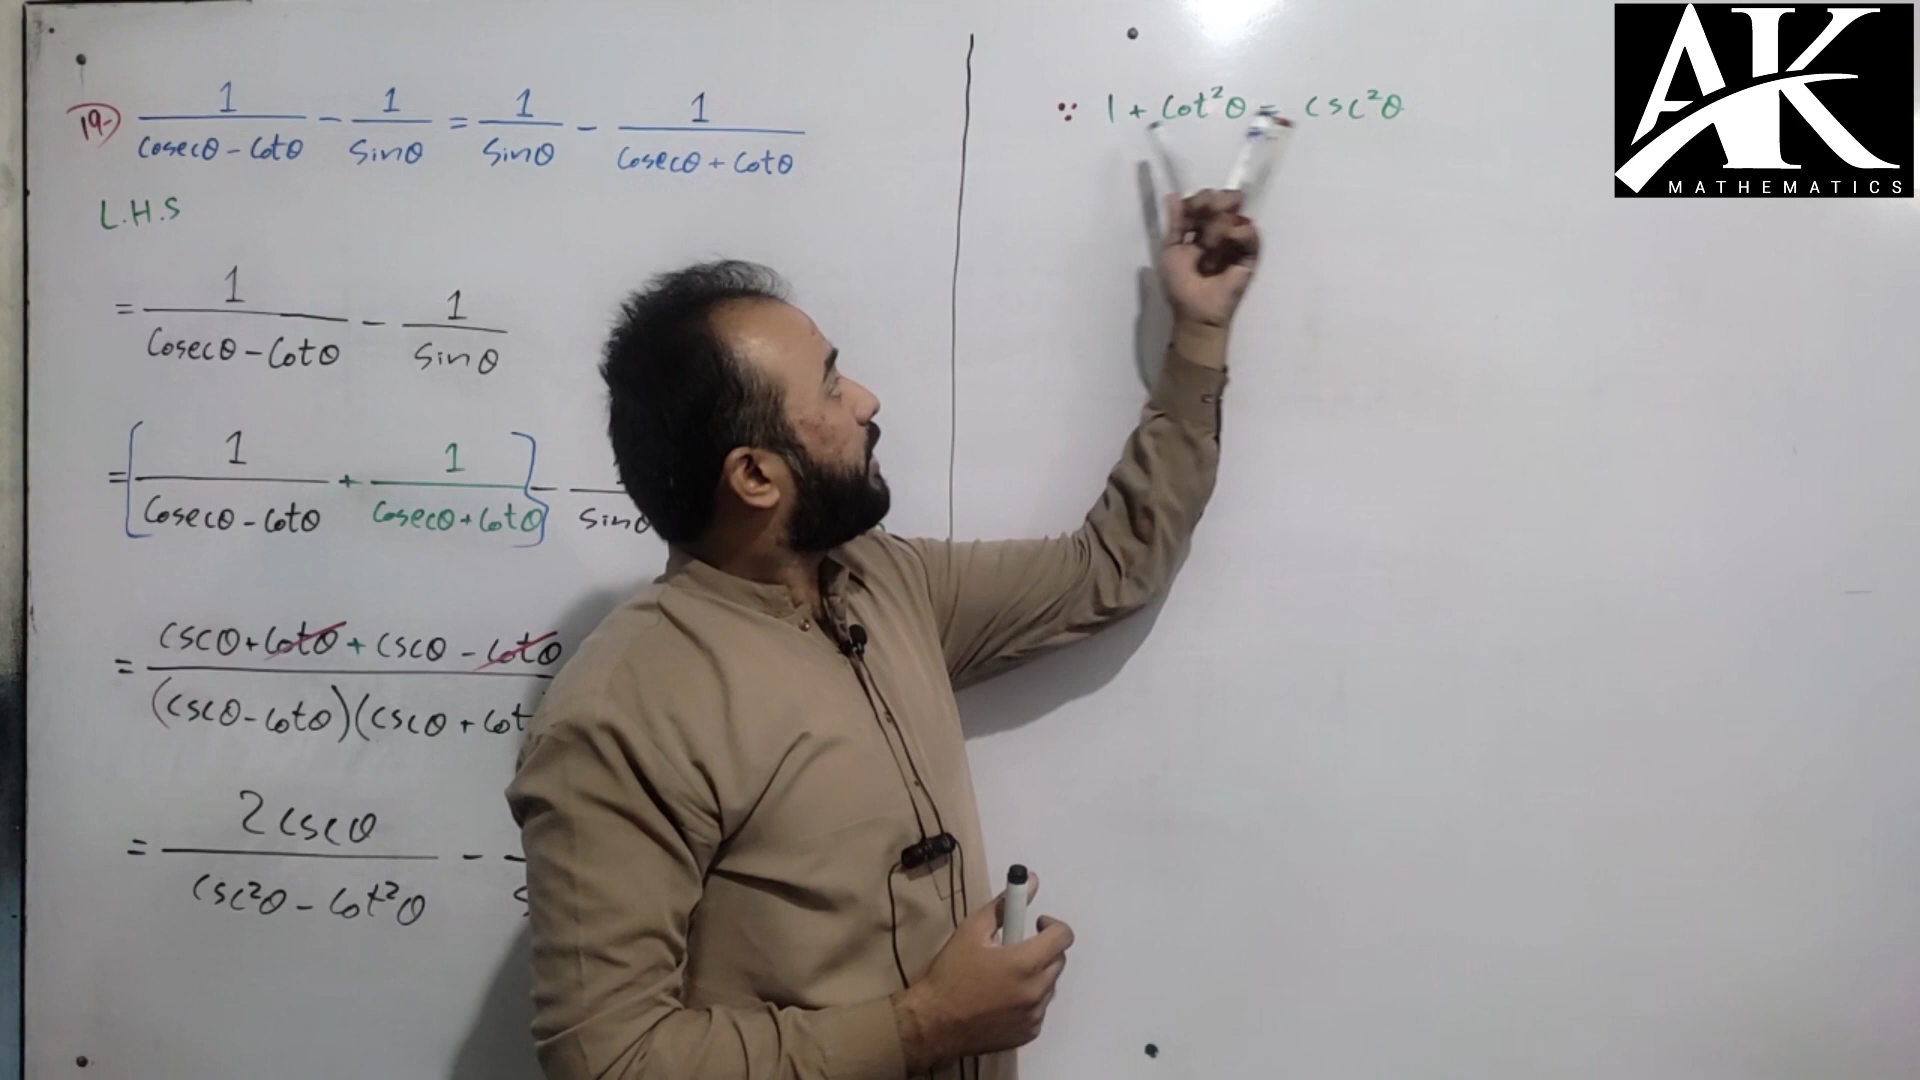 19- 1/(Cosecθ - Cotθ) - 1/Sinθ = 1/Sinθ - 1/(Cosecθ + Cotθ)
L.H.S
= 1/(Cosecθ - Cotθ) - 1/Sinθ
= [1/(Cosecθ - Cotθ) + 1/(Cosecθ + Cotθ)] - 1/Sinθ
= (Cscθ + Cotθ + Cscθ - Cotθ)/((Cscθ - Cotθ)(Cscθ + Cot
= 2Cscθ/(Csc²θ - Cot²θ) -
∵ 1 + Cot²θ = Csc²θ
AK
MATHEMATICS